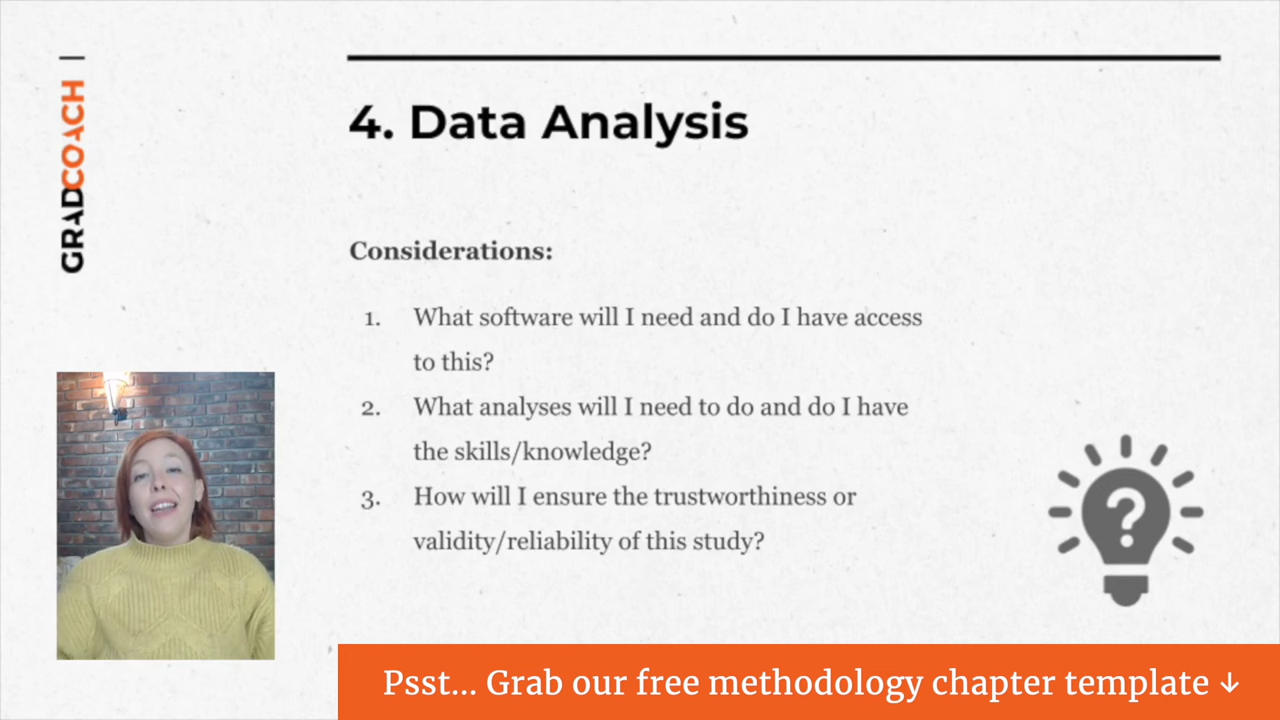 GRADCOACH
4. Data Analysis
Considerations:
1. What software will I need and do I have access
to this?
2. What analyses will I need to do and do I have
the skills/knowledge?
3. How will I ensure the trustworthiness or
validity/reliability of this study?
Psst... Grab our free methodology chapter template ↓